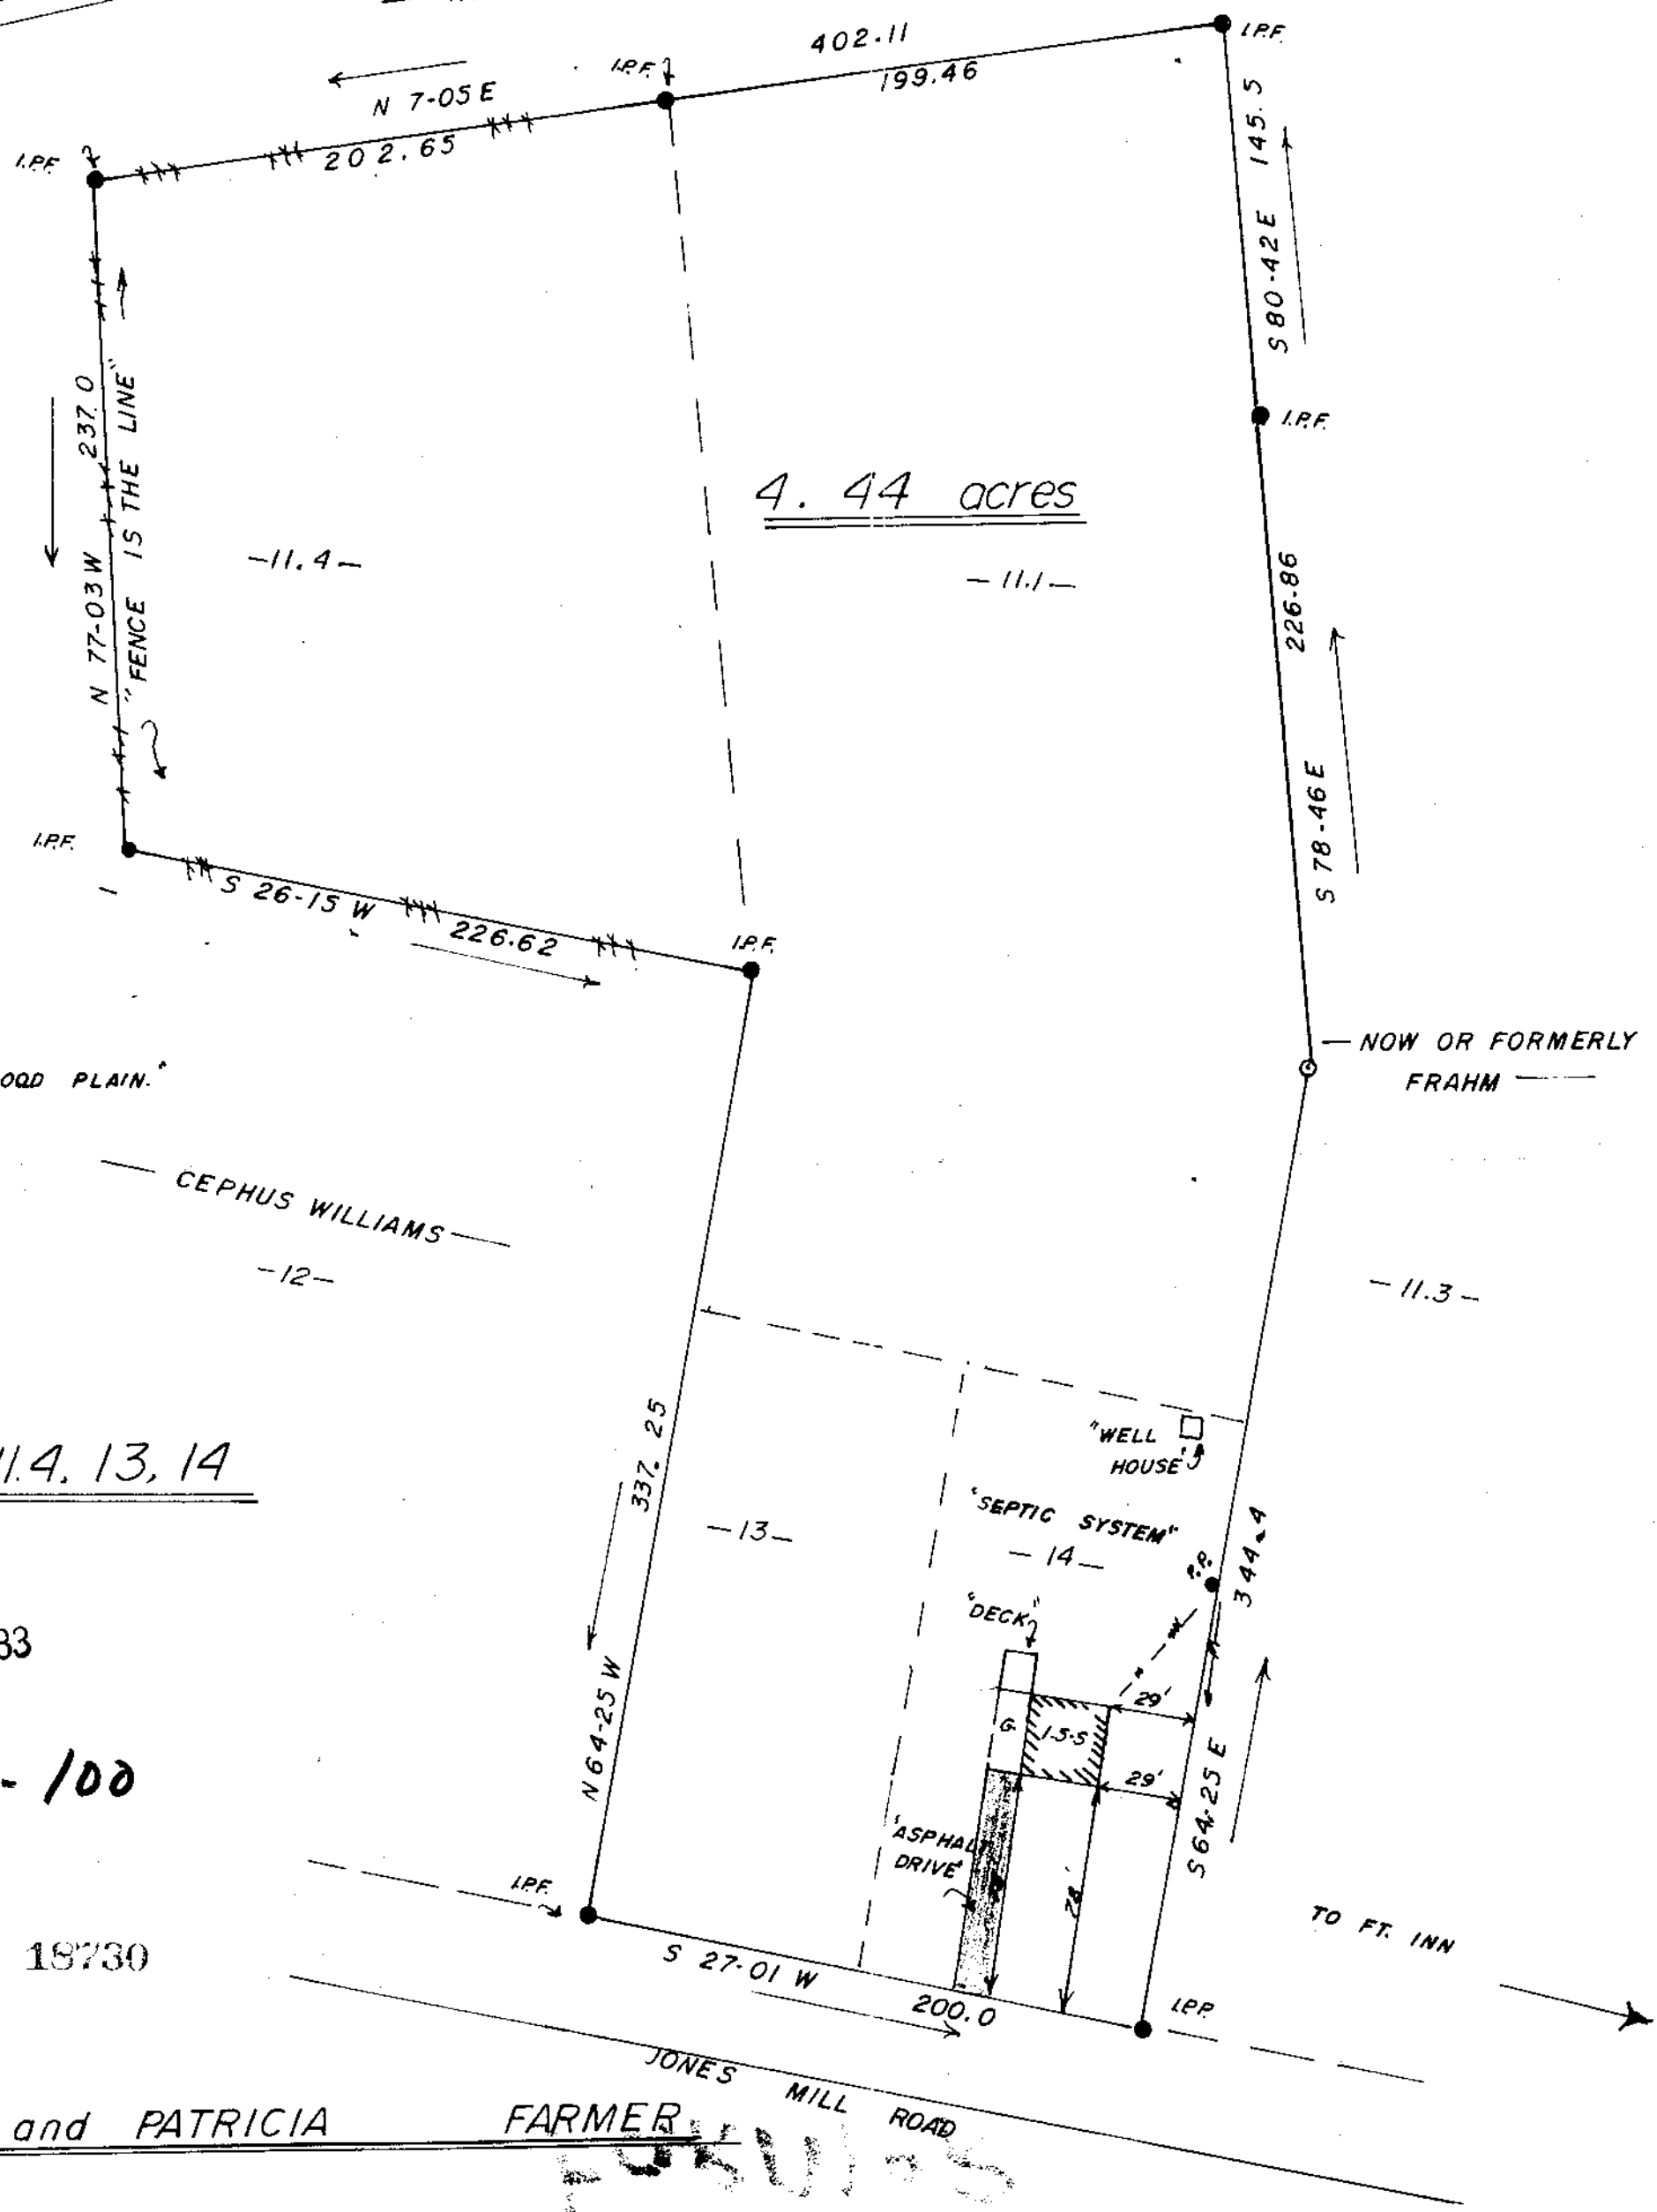 402.11
199.46
I.P.F.
I.P.F.
N 7-05 E
202.65
I.P.F.
S 80-42 E 145.5
I.P.F.
N 77-03 W 237.0
"FENCE IS THE LINE"
4.44 acres
-11.4-
-11.1-
S 78-46 E 226.86
I.P.F.
S 26-15 W 226.62
I.P.F.
— NOW OR FORMERLY
FRAHM —
OOD PLAIN."
— CEPHUS WILLIAMS —
-12-
-11.3-
N 64-25 W 337.25
"WELL
HOUSE"
"SEPTIC SYSTEM"
-13-
-14-
11.4, 13, 14
P.P.
S 64-25 E 344.4
"DECK"
83
29'
G
1.5-S
- 100
29'
"ASPHALT
DRIVE"
78'
I.P.F.
18730
S 27-01 W
200.0
TO FT. INN
I.P.P.
JONES MILL ROAD
and PATRICIA FARMER